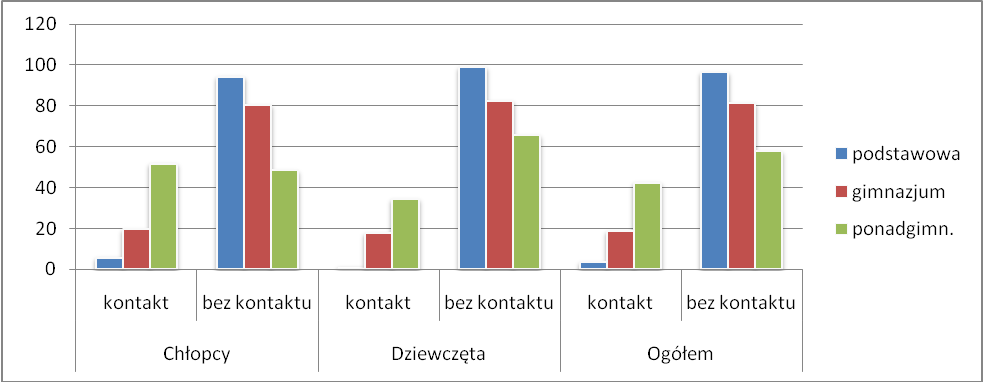 120
100
80
60
40
20
0
kontakt bez kontaktu kontakt bez kontaktu kontakt bez kontaktu
Chłopcy Dziewczęta Ogółem
podstawowa
gimnazjum
ponadgimn.